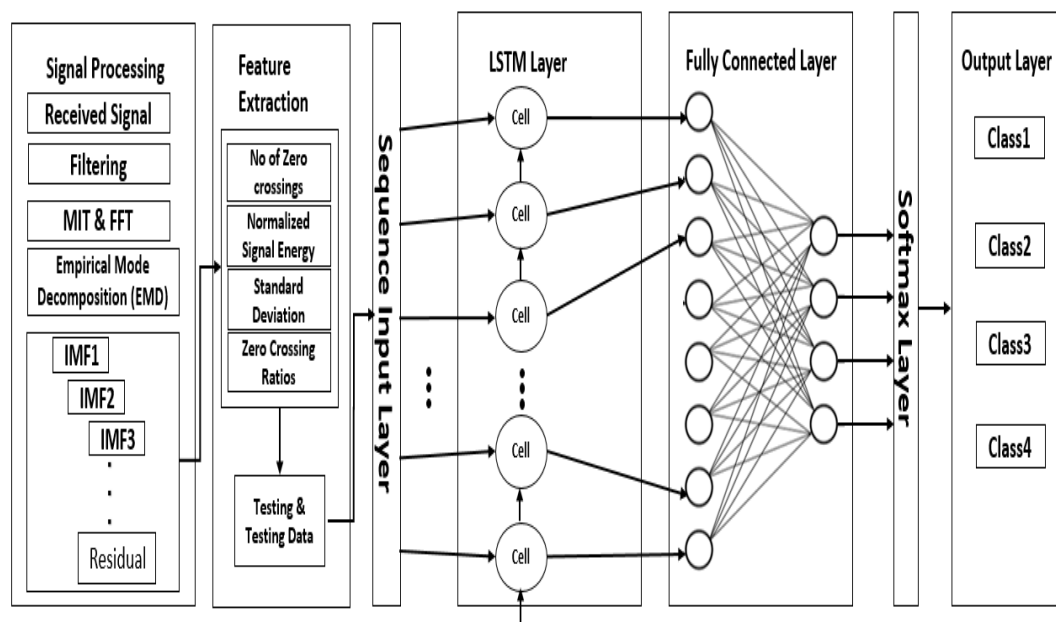 Signal Processing
Received Signal
Filtering
MIT & FFT
Empirical Mode
Decomposition (EMD)
IMF1
IMF2
IMF3
Residual
Feature
Extraction
No of Zero
crossings
Normalized
Signal Energy
Standard
Deviation
Zero Crossing
Ratios
Testing &
Testing Data
Sequence Input Layer
LSTM Layer
Cell
Cell
Cell
Cell
Cell
Fully Connected Layer
Softmax Layer
Output Layer
Class1
Class2
Class3
Class4